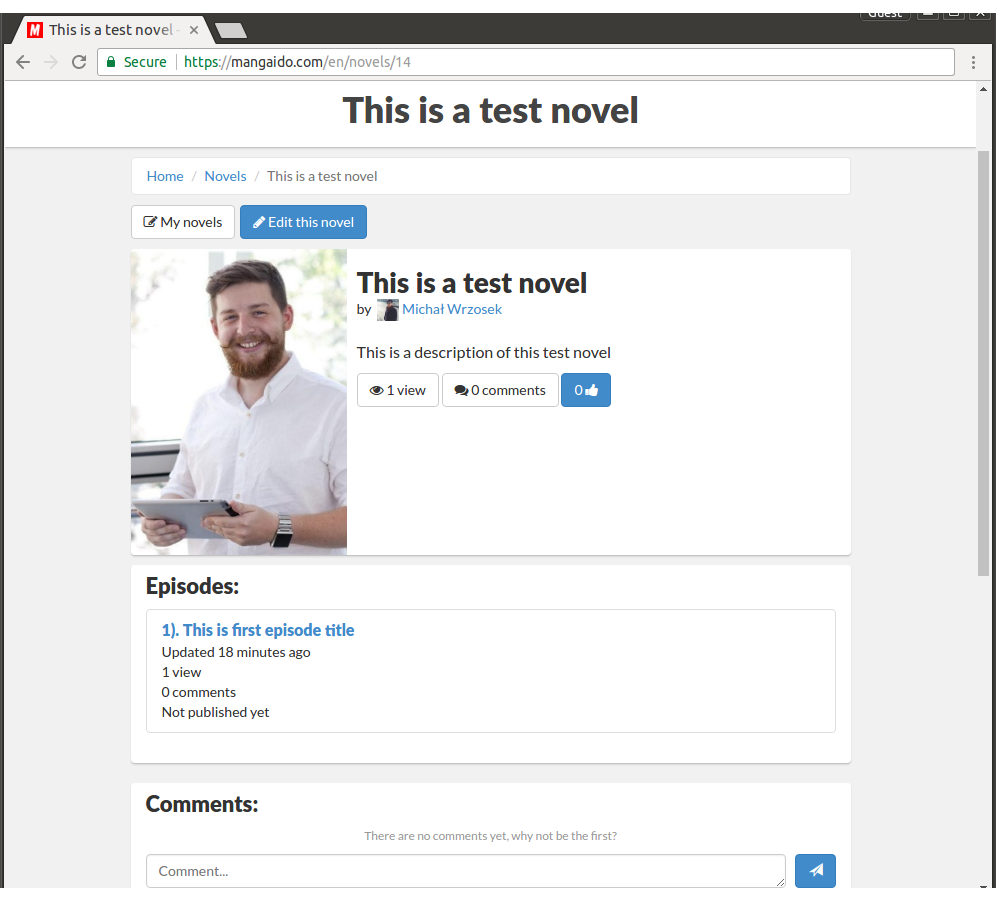 Guest
M This is a test novel -
Secure https://mangaido.com/en/novels/14
This is a test novel
Home / Novels / This is a test novel
My novels Edit this novel
This is a test novel
by Michał Wrzosek
This is a description of this test novel
1 view 0 comments 0
Episodes:
1). This is first episode title
Updated 18 minutes ago
1 view
0 comments
Not published yet
Comments:
There are no comments yet, why not be the first?
Comment...